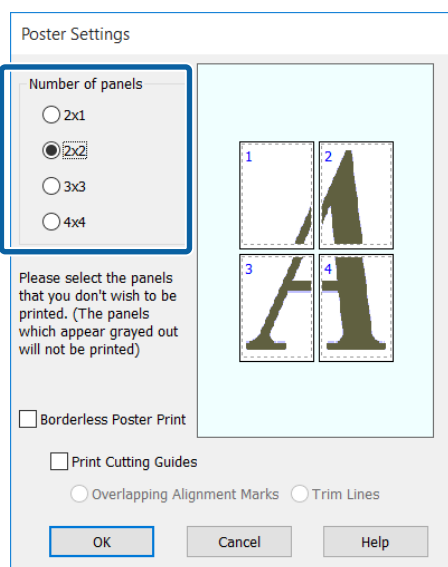 Poster Settings
Number of panels
2x1
2x2
3x3
4x4
1
2
3
4
Please select the panels
that you don't wish to be
printed. (The panels
which appear grayed out
will not be printed)
Borderless Poster Print
Print Cutting Guides
Overlapping Alignment Marks
Trim Lines
OK
Cancel
Help